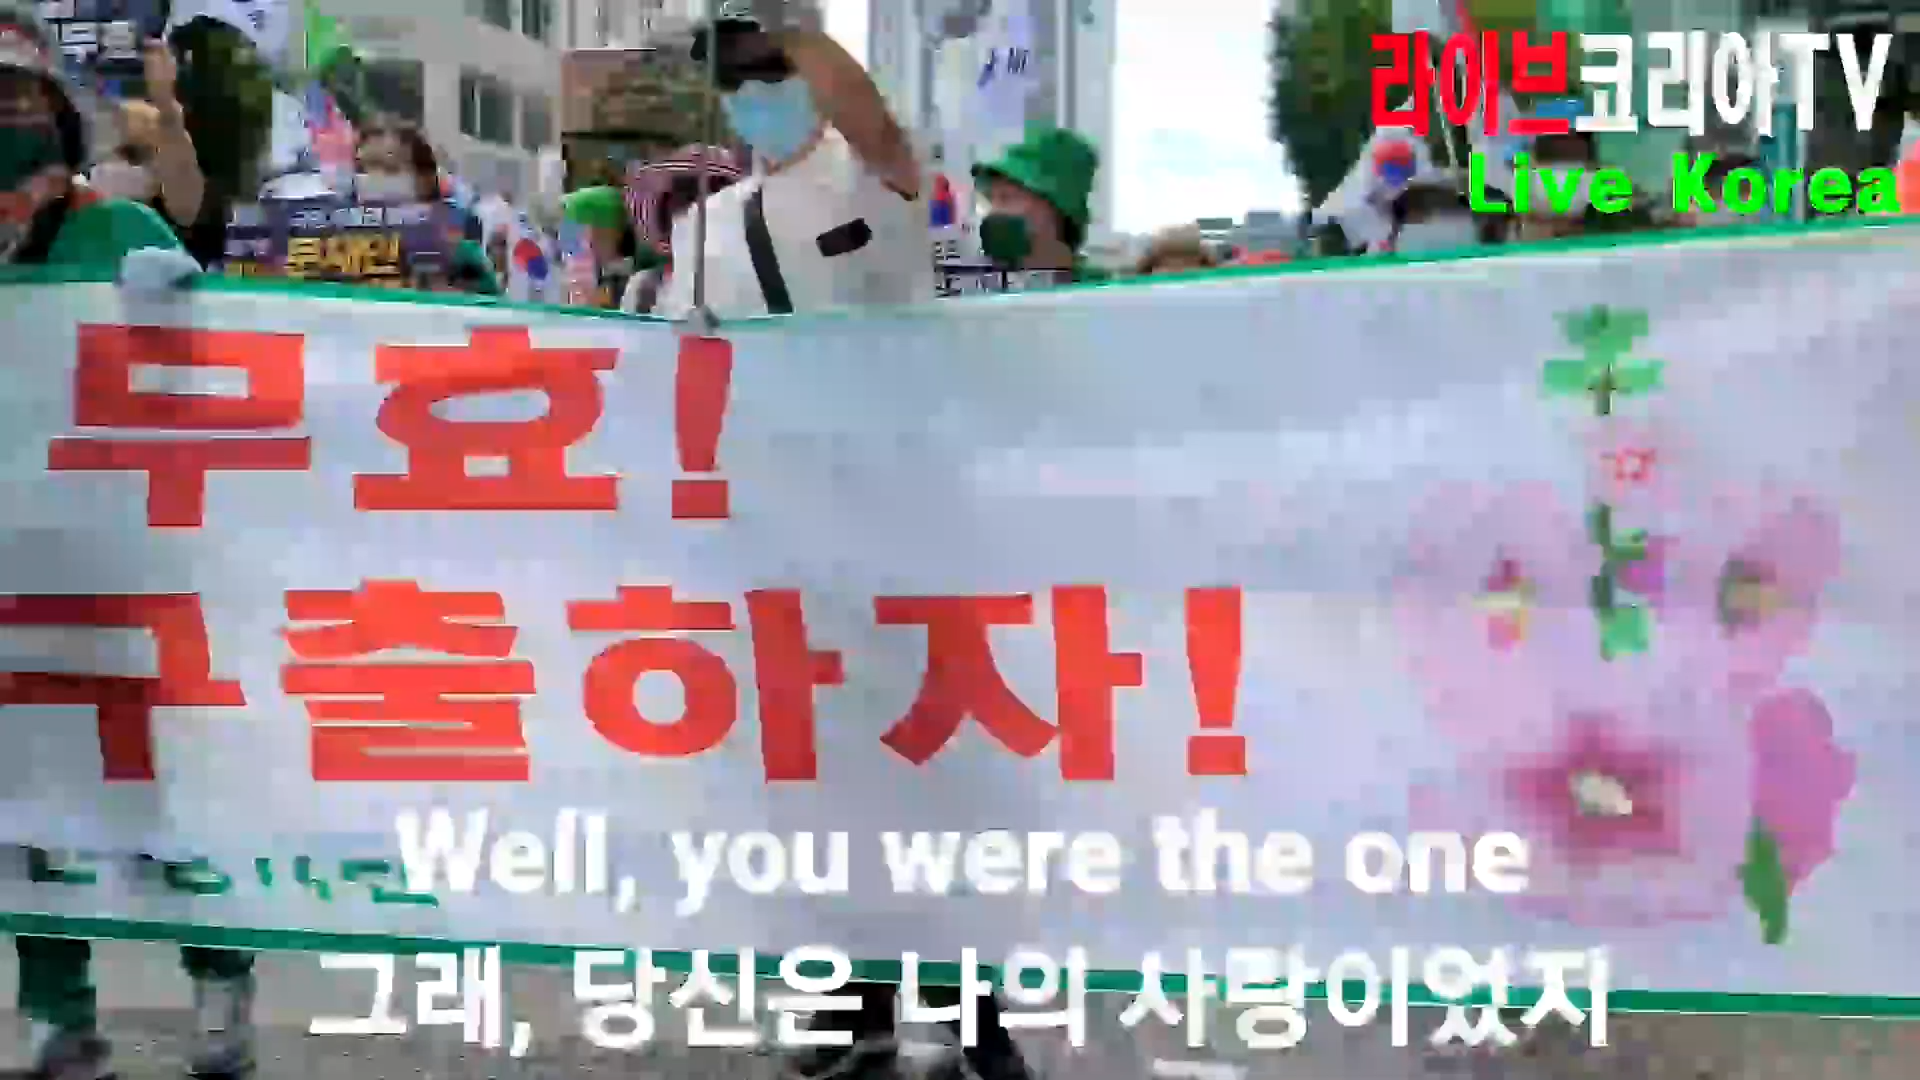 라이브코리아TV
Live Korea
무효!
구출하자!
Well, you were the one
그래, 당신은 나의 사랑이었지